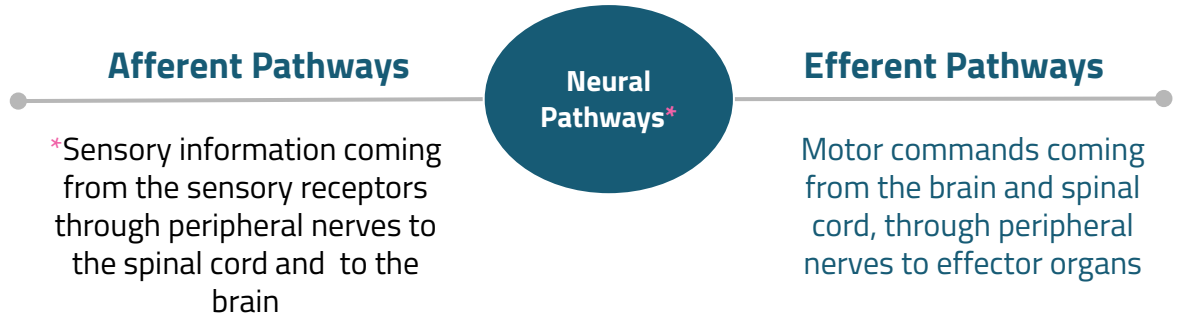 Afferent Pathways
*Sensory information coming
from the sensory receptors
through peripheral nerves to
the spinal cord and  to the
brain
Neural
Pathways*
Efferent Pathways
Motor commands coming
from the brain and spinal
cord, through peripheral
nerves to effector organs